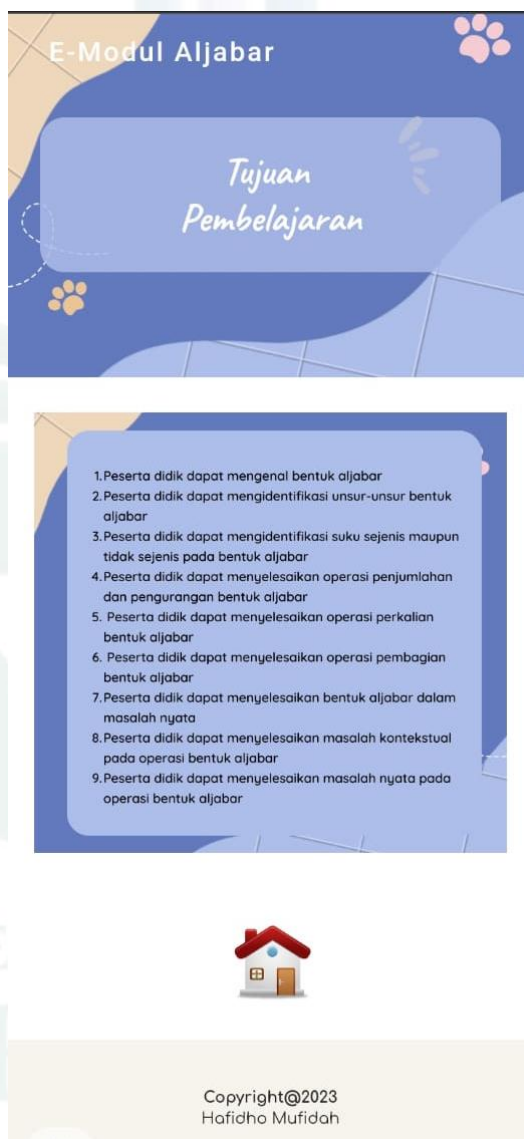 E-Modul Aljabar
Tujuan
Pembelajaran
1.Peserta didik dapat mengenal bentuk aljabar
2.Peserta didik dapat mengidentifikasi unsur-unsur bentuk
aljabar
3.Peserta didik dapat mengidentifikasi suku sejenis maupun
tidak sejenis pada bentuk aljabar
4.Peserta didik dapat menyelesaikan operasi penjumlahan
dan pengurangan bentuk aljabar
5. Peserta didik dapat menyelesaikan operasi perkalian
bentuk aljabar
6. Peserta didik dapat menyelesaikan operasi pembagian
bentuk aljabar
7.Peserta didik dapat menyelesaikan bentuk aljabar dalam
masalah nyata
8.Peserta didik dapat menyelesaikan masalah kontekstual
pada operasi bentuk aljabar
9.Peserta didik dapat menyelesaikan masalah nyata pada
operasi bentuk aljabar
Copyright@2023
Hafidho Mufidah